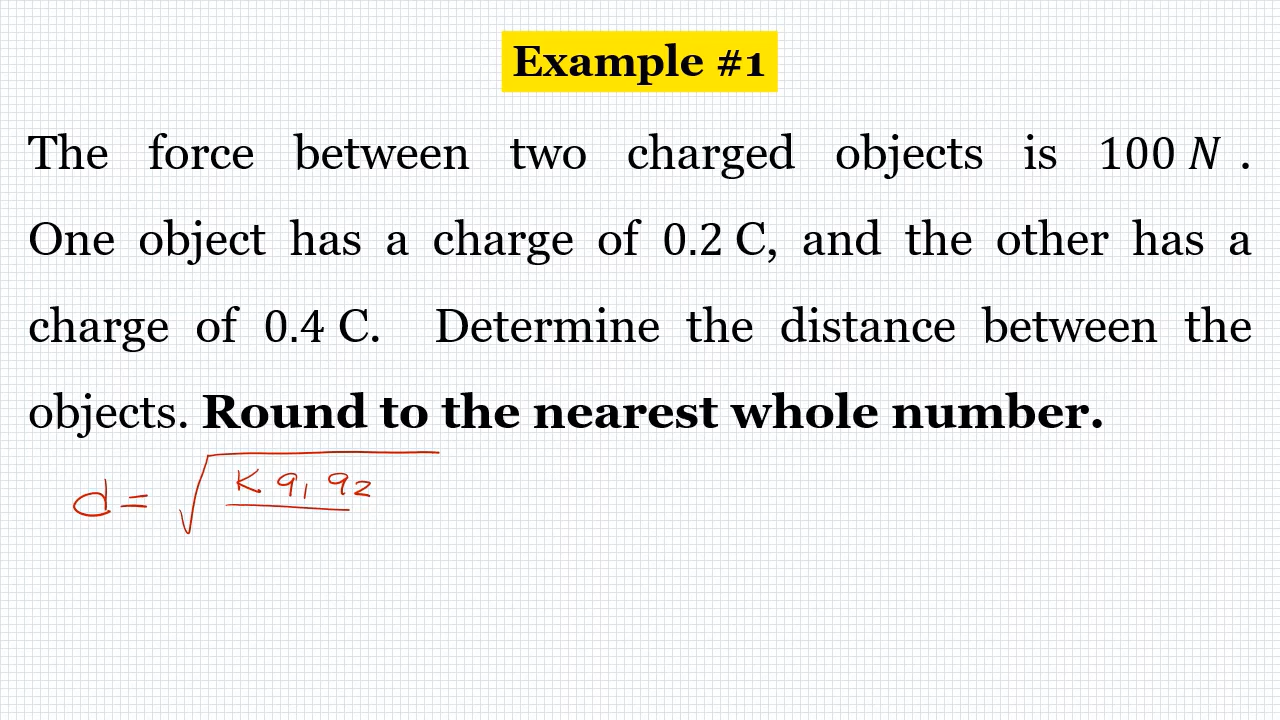 Example #1
The force between two charged objects is 100 N .
One object has a charge of 0.2 C, and the other has a
charge of 0.4 C. Determine the distance between the
objects. Round to the nearest whole number.
d = √ K q₁ q₂